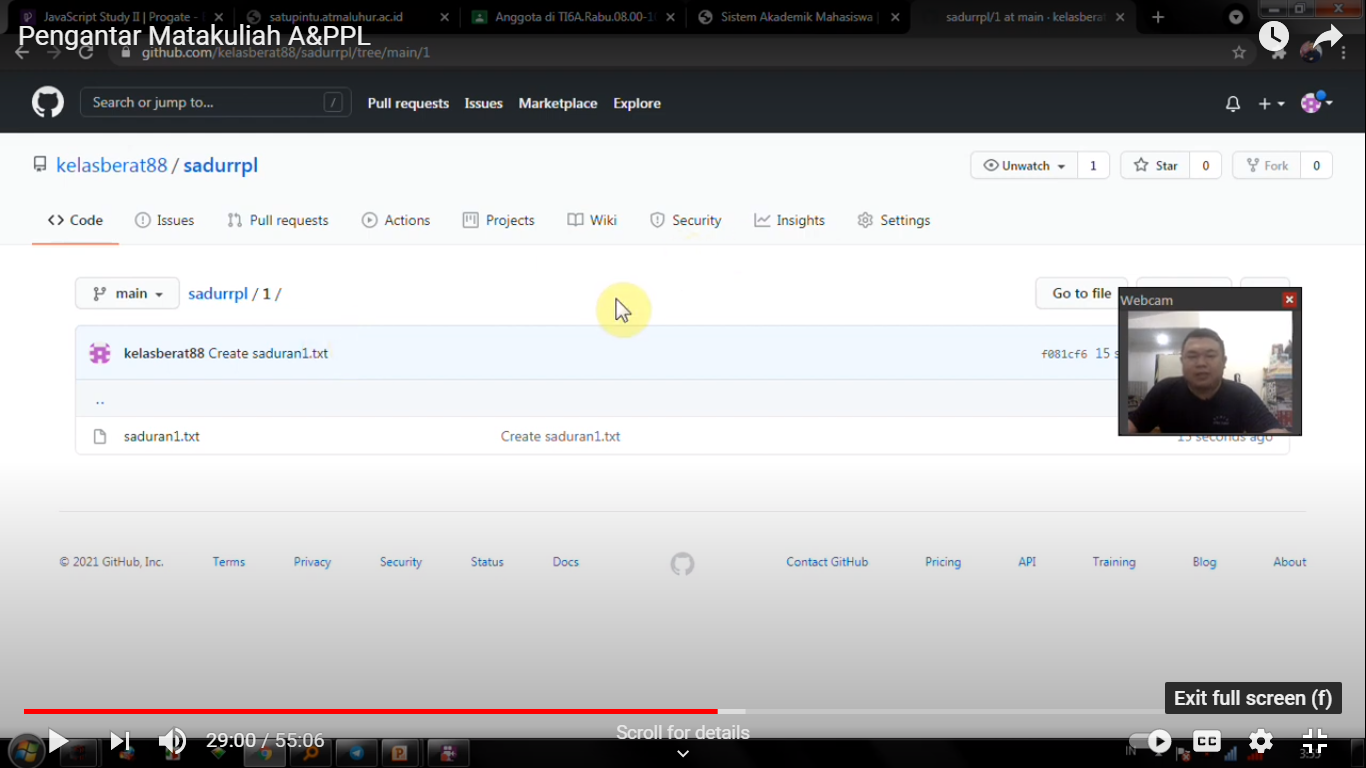 JavaScript Study II | Progate -
satupintu.atmaluhur.ac.id
Anggota di TI6A.Rabu.08.00-1
Sistem Akademik Mahasiswa |
sadurrpl/1 at main · kelasberat
Pengantar Matakuliah A&PPL
github.com/kelasberat88/sadurrpl/tree/main/1
Search or jump to...
/
Pull requests
Issues
Marketplace
Explore
kelasberat88 / sadurrpl
Unwatch
1
Star
0
Fork
0
Code
Issues
Pull requests
Actions
Projects
Wiki
Security
Insights
Settings
main
sadurrpl / 1 /
Go to file
Webcam
kelasberat88 Create saduran1.txt
f081cf6 15 s
..
saduran1.txt
Create saduran1.txt
15 seconds ago
© 2021 GitHub, Inc.
Terms
Privacy
Security
Status
Docs
Contact GitHub
Pricing
API
Training
Blog
About
Exit full screen (f)
29:00 / 55:06
Scroll for details
CC
IN